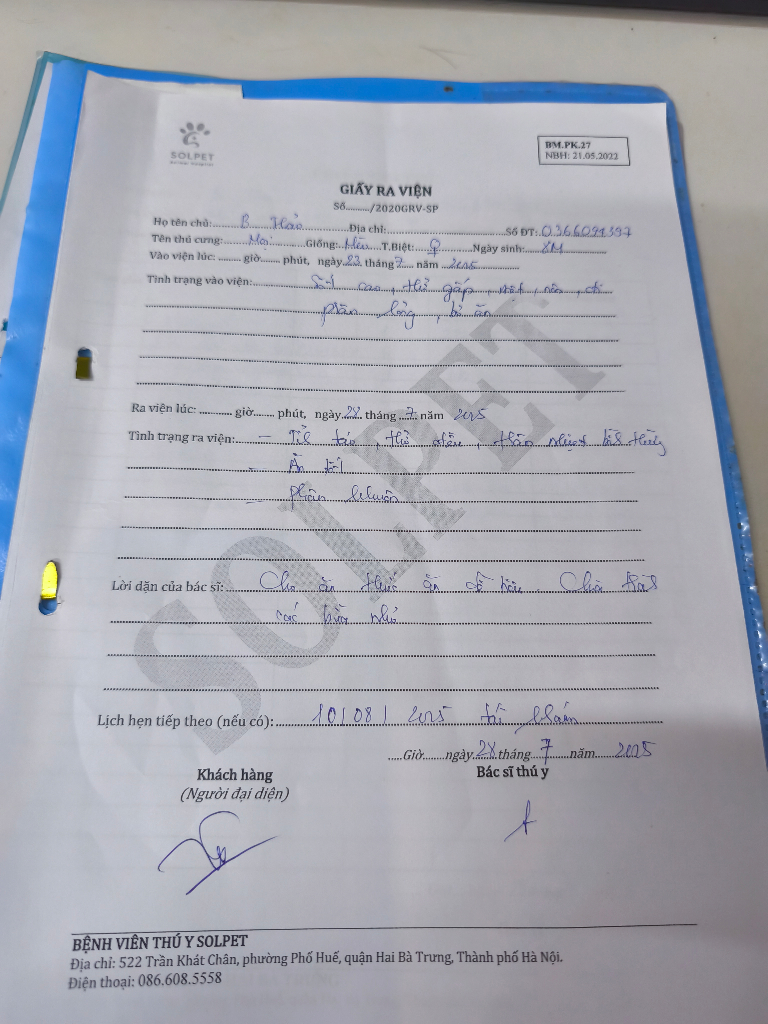 SOLPET
BM.PK.27
NBH: 21.05.2022
GIẤY RA VIỆN
Số........./2020GRV-SP
Họ tên chủ: B. Hảo Địa chỉ: Số ĐT: 0366091397
Tên thú cưng: Mai Giống: Mèo T.Biệt: ♀ Ngày sinh: 8M
Vào viện lúc: ....... giờ....... phút, ngày 23 tháng 7 năm 2025
Tình trạng vào viện: Sốt cao, thở gấp, mệt, nôn, đi
phân lỏng, bỏ ăn
Ra viện lúc: ........... giờ....... phút, ngày 28 tháng 7 năm 2025
Tình trạng ra viện: - Tỉ táo, thở đều, thân nhiệt bình thường
- Ăn tốt
- phân khuôn
Lời dặn của bác sĩ: Cho ăn thức ăn dễ tiêu. Chia
các bữa nhỏ
Lịch hẹn tiếp theo (nếu có): 10/08/2025 tái khám
.....Giờ.......ngày 28 tháng 7 năm 2025
Khách hàng Bác sĩ thú y
(Người đại diện)
SOLPET
BỆNH VIỆN THÚ Y SOLPET
Địa chỉ: 522 Trần Khát Chân, phường Phố Huế, quận Hai Bà Trưng, Thành phố Hà Nội.
Điện thoại: 086.608.5558